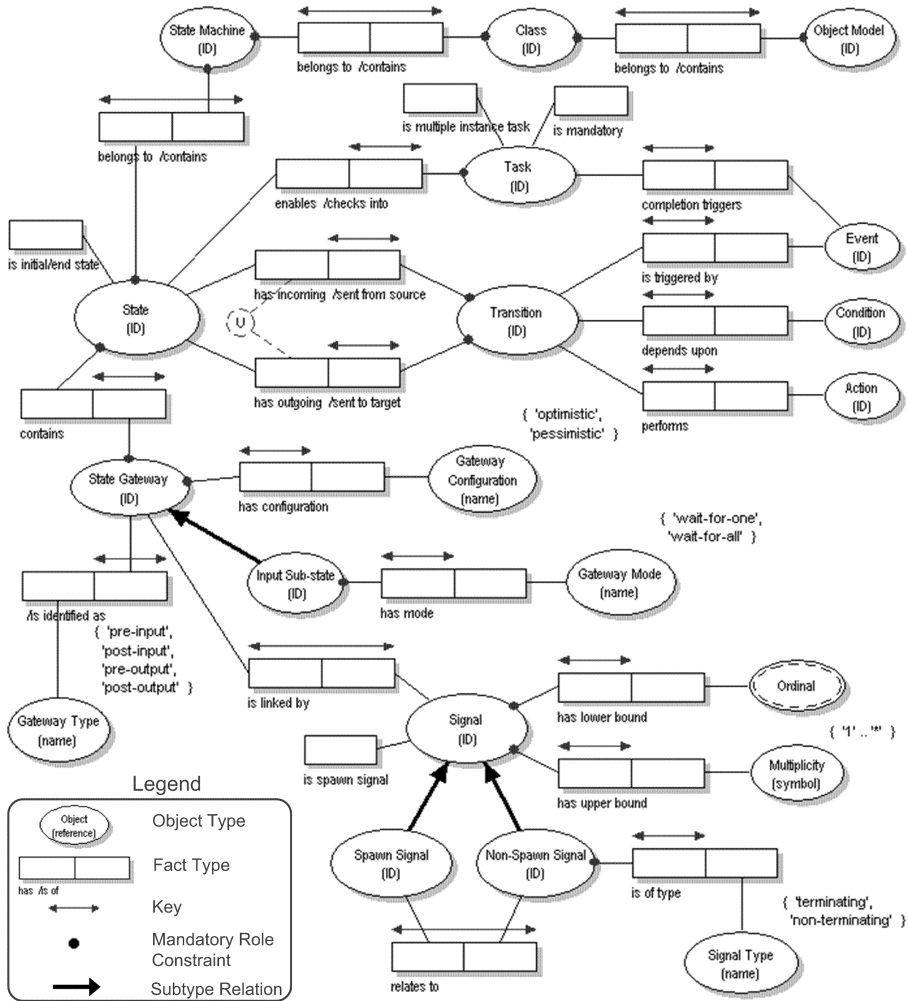 State Machine
(ID)
Class
(ID)
Object Model
(ID)
belongs to /contains
belongs to /contains
is multiple instance task
is mandatory
belongs to /contains
Task
(ID)
enables /checks into
completion triggers
is initial/end state
Event
(ID)
is triggered by
has incoming /sent from source
State
(ID)
U
Transition
(ID)
Condition
(ID)
depends upon
has outgoing /sent to target
Action
(ID)
performs
contains
{ 'optimistic',
'pessimistic' }
State Gateway
(ID)
Gateway
Configuration
(name)
has configuration
{ 'wait-for-one',
'wait-for-all' }
Input Sub-state
(ID)
Gateway Mode
(name)
has mode
/is identified as
{ 'pre-input',
'post-input',
'pre-output',
'post-output' }
is linked by
Ordinal
has lower bound
Gateway Type
(name)
Signal
(ID)
{ '1' .. '*' }
is spawn signal
Multiplicity
(symbol)
has upper bound
Legend
Object
(reference)
Object Type
Spawn Signal
(ID)
Non-Spawn Signal
(ID)
Fact Type
has /is of
is of type
{ 'terminating',
'non-terminating' }
Key
Mandatory Role
Constraint
Signal Type
(name)
Subtype Relation
relates to